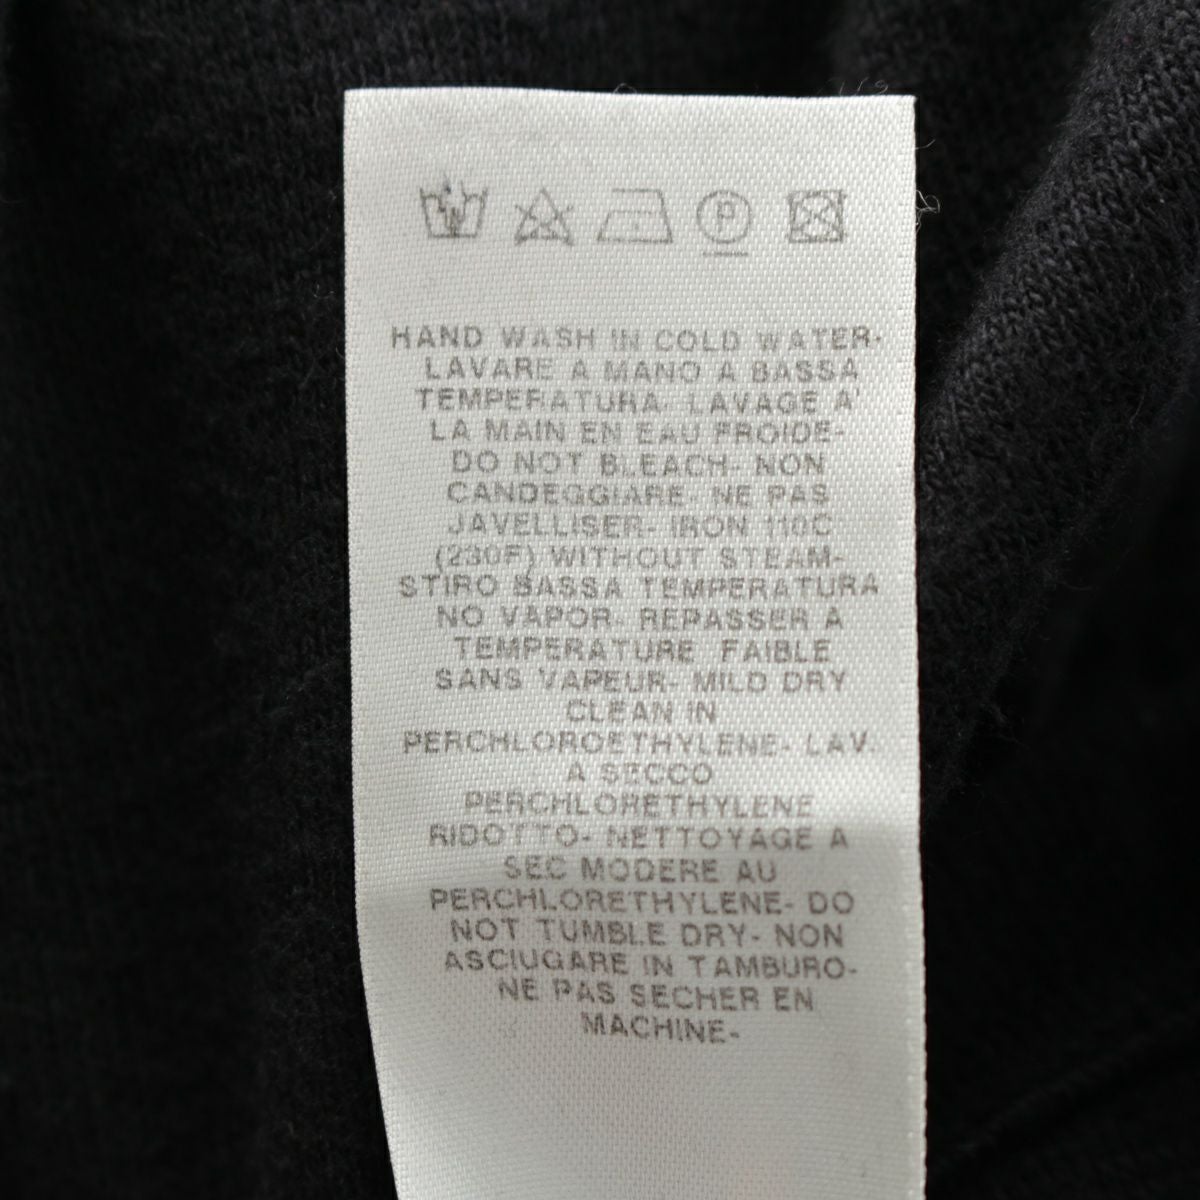 P
HAND WASH IN COLD WATER-
LAVARE A MANO A BASSA
TEMPERATURA- LAVAGE A'
LA MAIN EN EAU FROIDE-
DO NOT BLEACH- NON
CANDEGGIARE- NE PAS
JAVELLISER- IRON 110C
(230F) WITHOUT STEAM-
STIRO BASSA TEMPERATURA
NO VAPOR- REPASSER A
TEMPERATURE FAIBLE
SANS VAPEUR- MILD DRY
CLEAN IN
PERCHLOROETHYLENE- LAV.
A SECCO
PERCHLORETHYLENE
RIDOTTO- NETTOYAGE A
SEC MODERE AU
PERCHLORETHYLENE- DO
NOT TUMBLE DRY- NON
ASCIUGARE IN TAMBURO-
NE PAS SECHER EN
MACHINE-